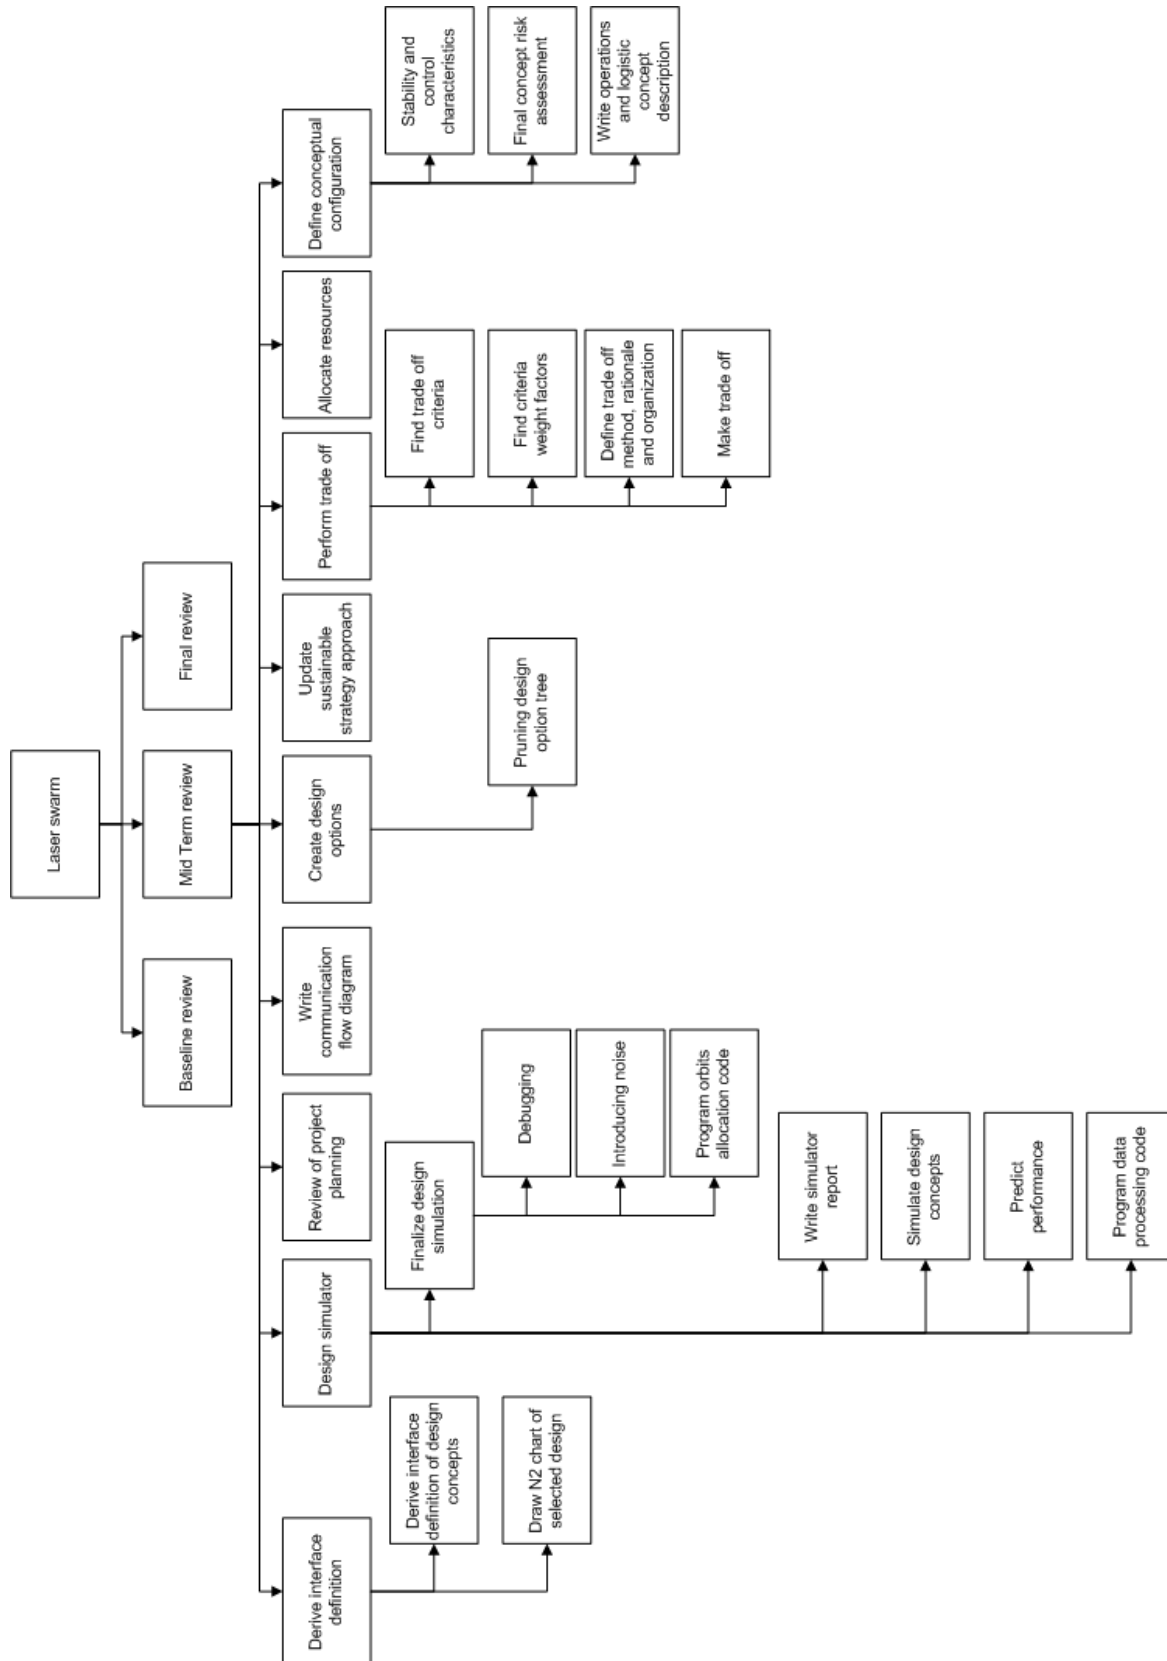 Laser swarm
Baseline review
Mid Term review
Final review
Derive interface
definition
Design simulator
Review of project
planning
Write
communication
flow diagram
Create design
options
Update
sustainable
strategy approach
Perform trade off
Allocate resources
Define conceptual
configuration
Derive interface
definition of design
concepts
Draw N2 chart of
selected design
Finalize design
simulation
Debugging
Introducing noise
Program orbits
allocation code
Write simulator
report
Simulate design
concepts
Predict
performance
Program data
processing code
Pruning design
option tree
Find trade off
criteria
Find criteria
weight factors
Define trade off
method, rationale
and organization
Make trade off
Stability and
control
characteristics
Final concept risk
assessment
Write operations
and logistic
concept
description